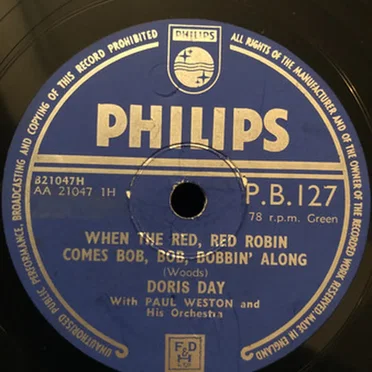 PHILIPS
ALL RIGHTS OF THE MANUFACTURER AND OF THE OWNER OF THE RECORDED WORK RESERVED. MADE IN ENGLAND
UNAUTHORISED PUBLIC PERFORMANCE, BROADCASTING AND COPYING OF THIS RECORD PROHIBITED
PHILIPS
B21047H
AA 21047 1H
P.B.127
78 r.p.m. Green
WHEN THE RED, RED ROBIN
COMES BOB, BOB, BOBBIN' ALONG
(Woods)
DORIS DAY
With PAUL WESTON and
His Orchestra
F.D
&H